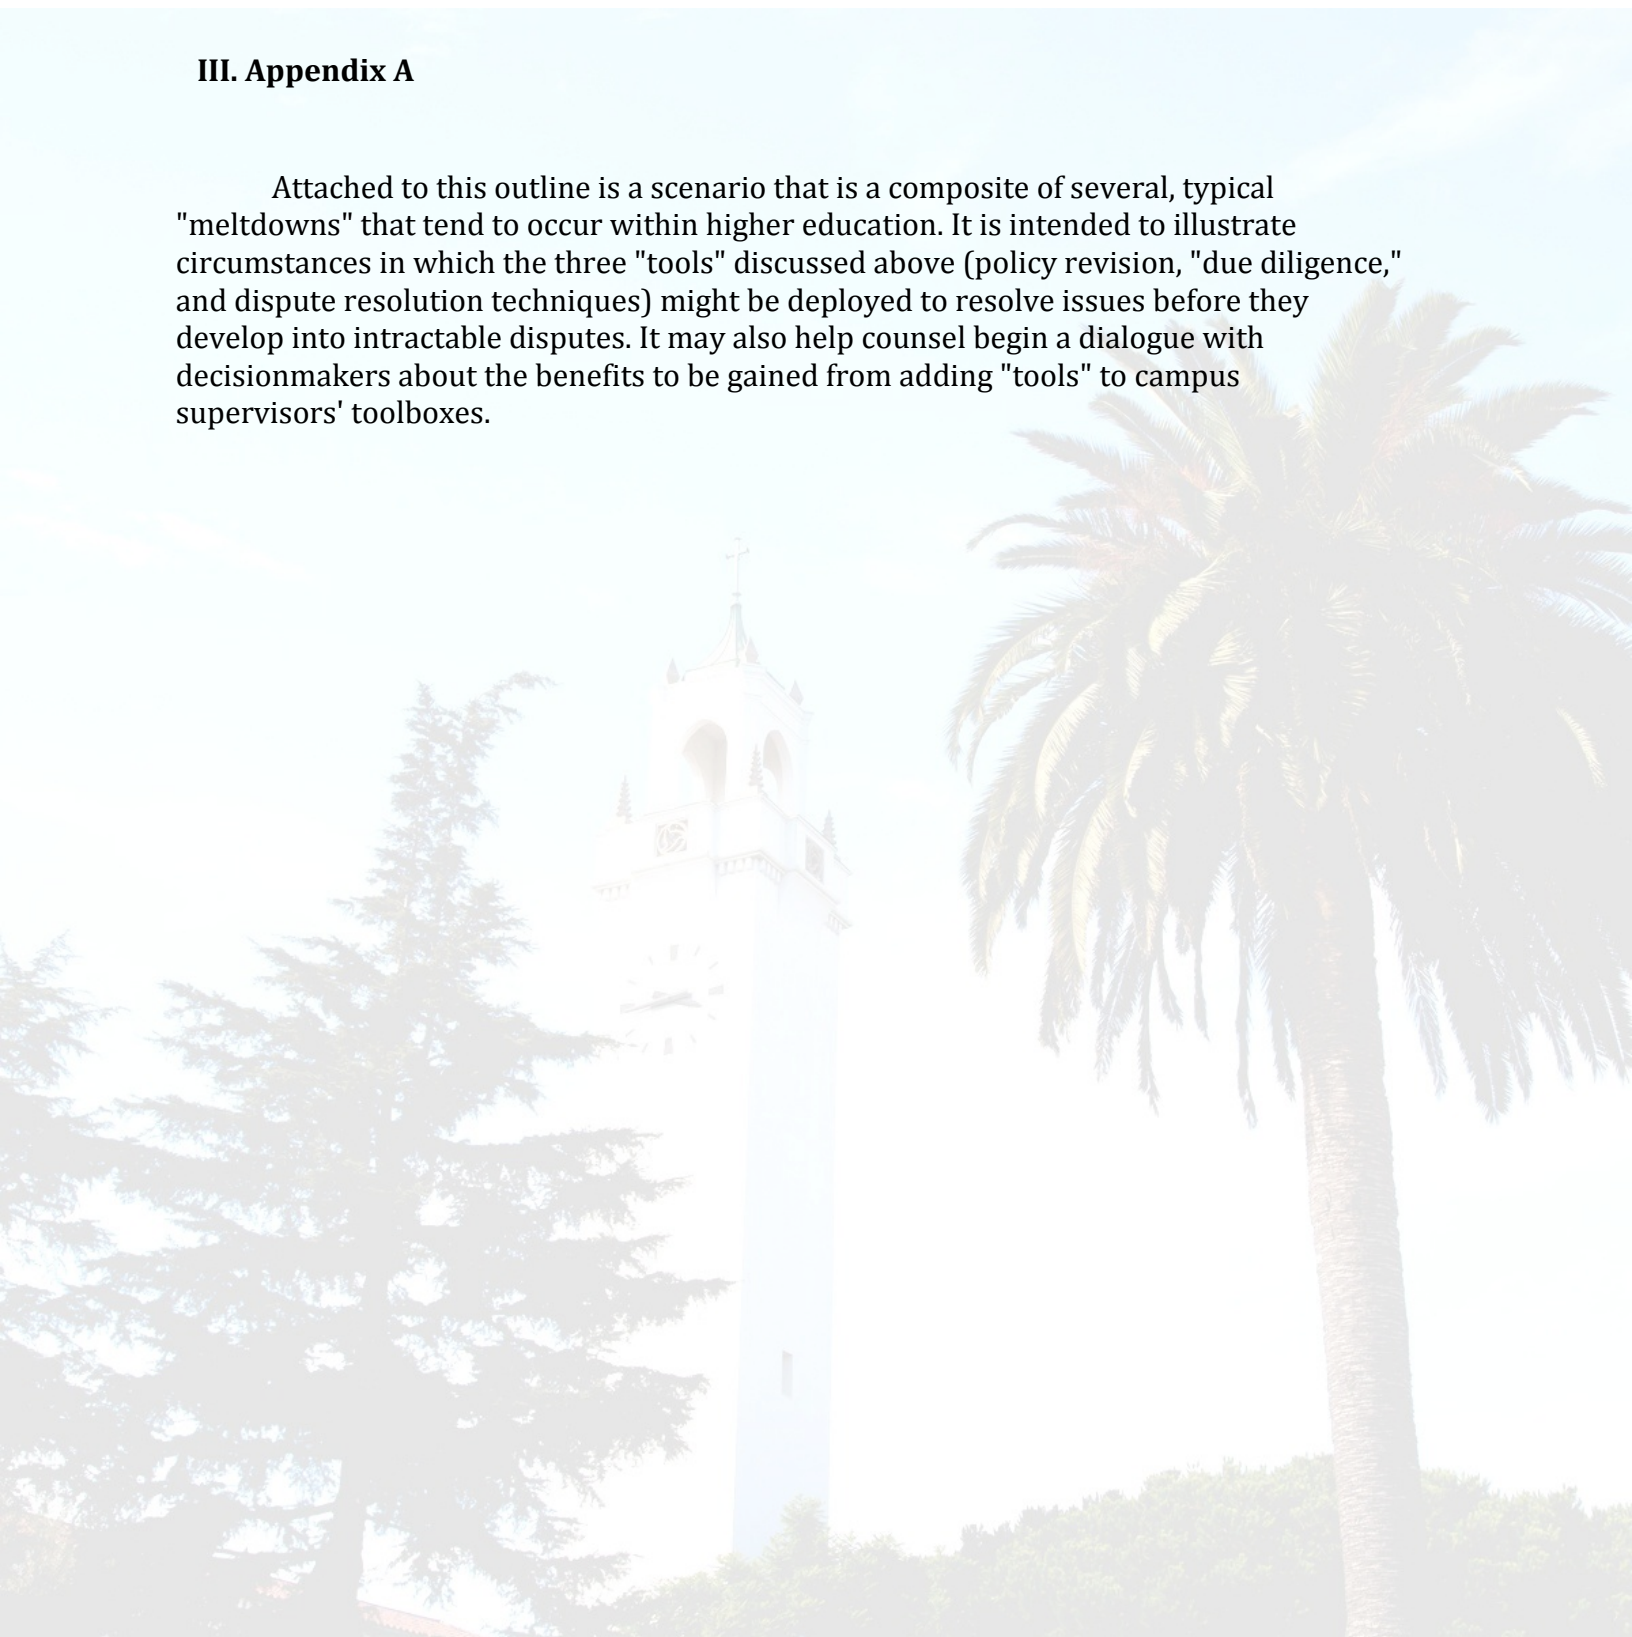 III. Appendix A
Attached to this outline is a scenario that is a composite of several, typical
"meltdowns" that tend to occur within higher education. It is intended to illustrate
circumstances in which the three "tools" discussed above (policy revision, "due diligence,"
and dispute resolution techniques) might be deployed to resolve issues before they
develop into intractable disputes. It may also help counsel begin a dialogue with
decisionmakers about the benefits to be gained from adding "tools" to campus
supervisors' toolboxes.